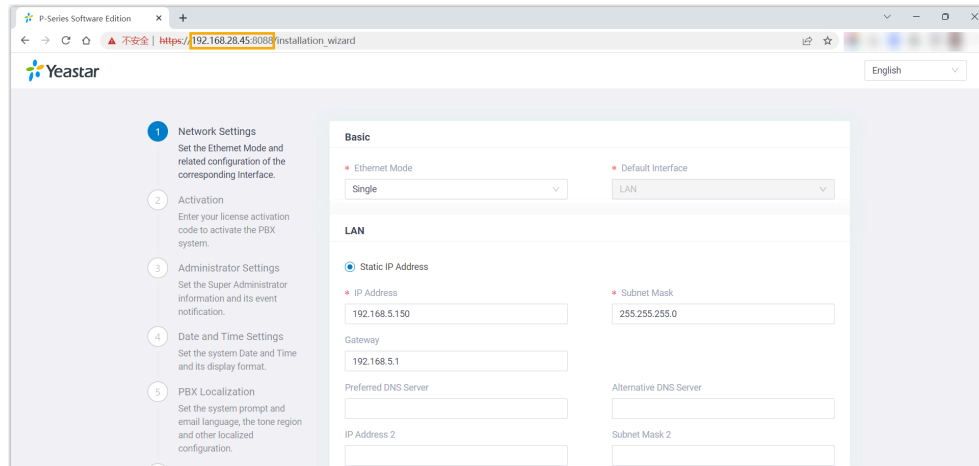 P-Series Software Edition
不安全 | https://192.168.28.45:8088/installation_wizard
Yeastar
English
1
Network Settings
Set the Ethernet Mode and
related configuration of the
corresponding Interface.
2
Activation
Enter your license activation
code to activate the PBX
system.
3
Administrator Settings
Set the Super Administrator
information and its event
notification.
4
Date and Time Settings
Set the system Date and Time
and its display format.
5
PBX Localization
Set the system prompt and
email language, the tone region
and other localized
configuration.
Basic
* Ethernet Mode
* Default Interface
Single
LAN
LAN
Static IP Address
* IP Address
* Subnet Mask
192.168.5.150
255.255.255.0
Gateway
192.168.5.1
Preferred DNS Server
Alternative DNS Server
IP Address 2
Subnet Mask 2